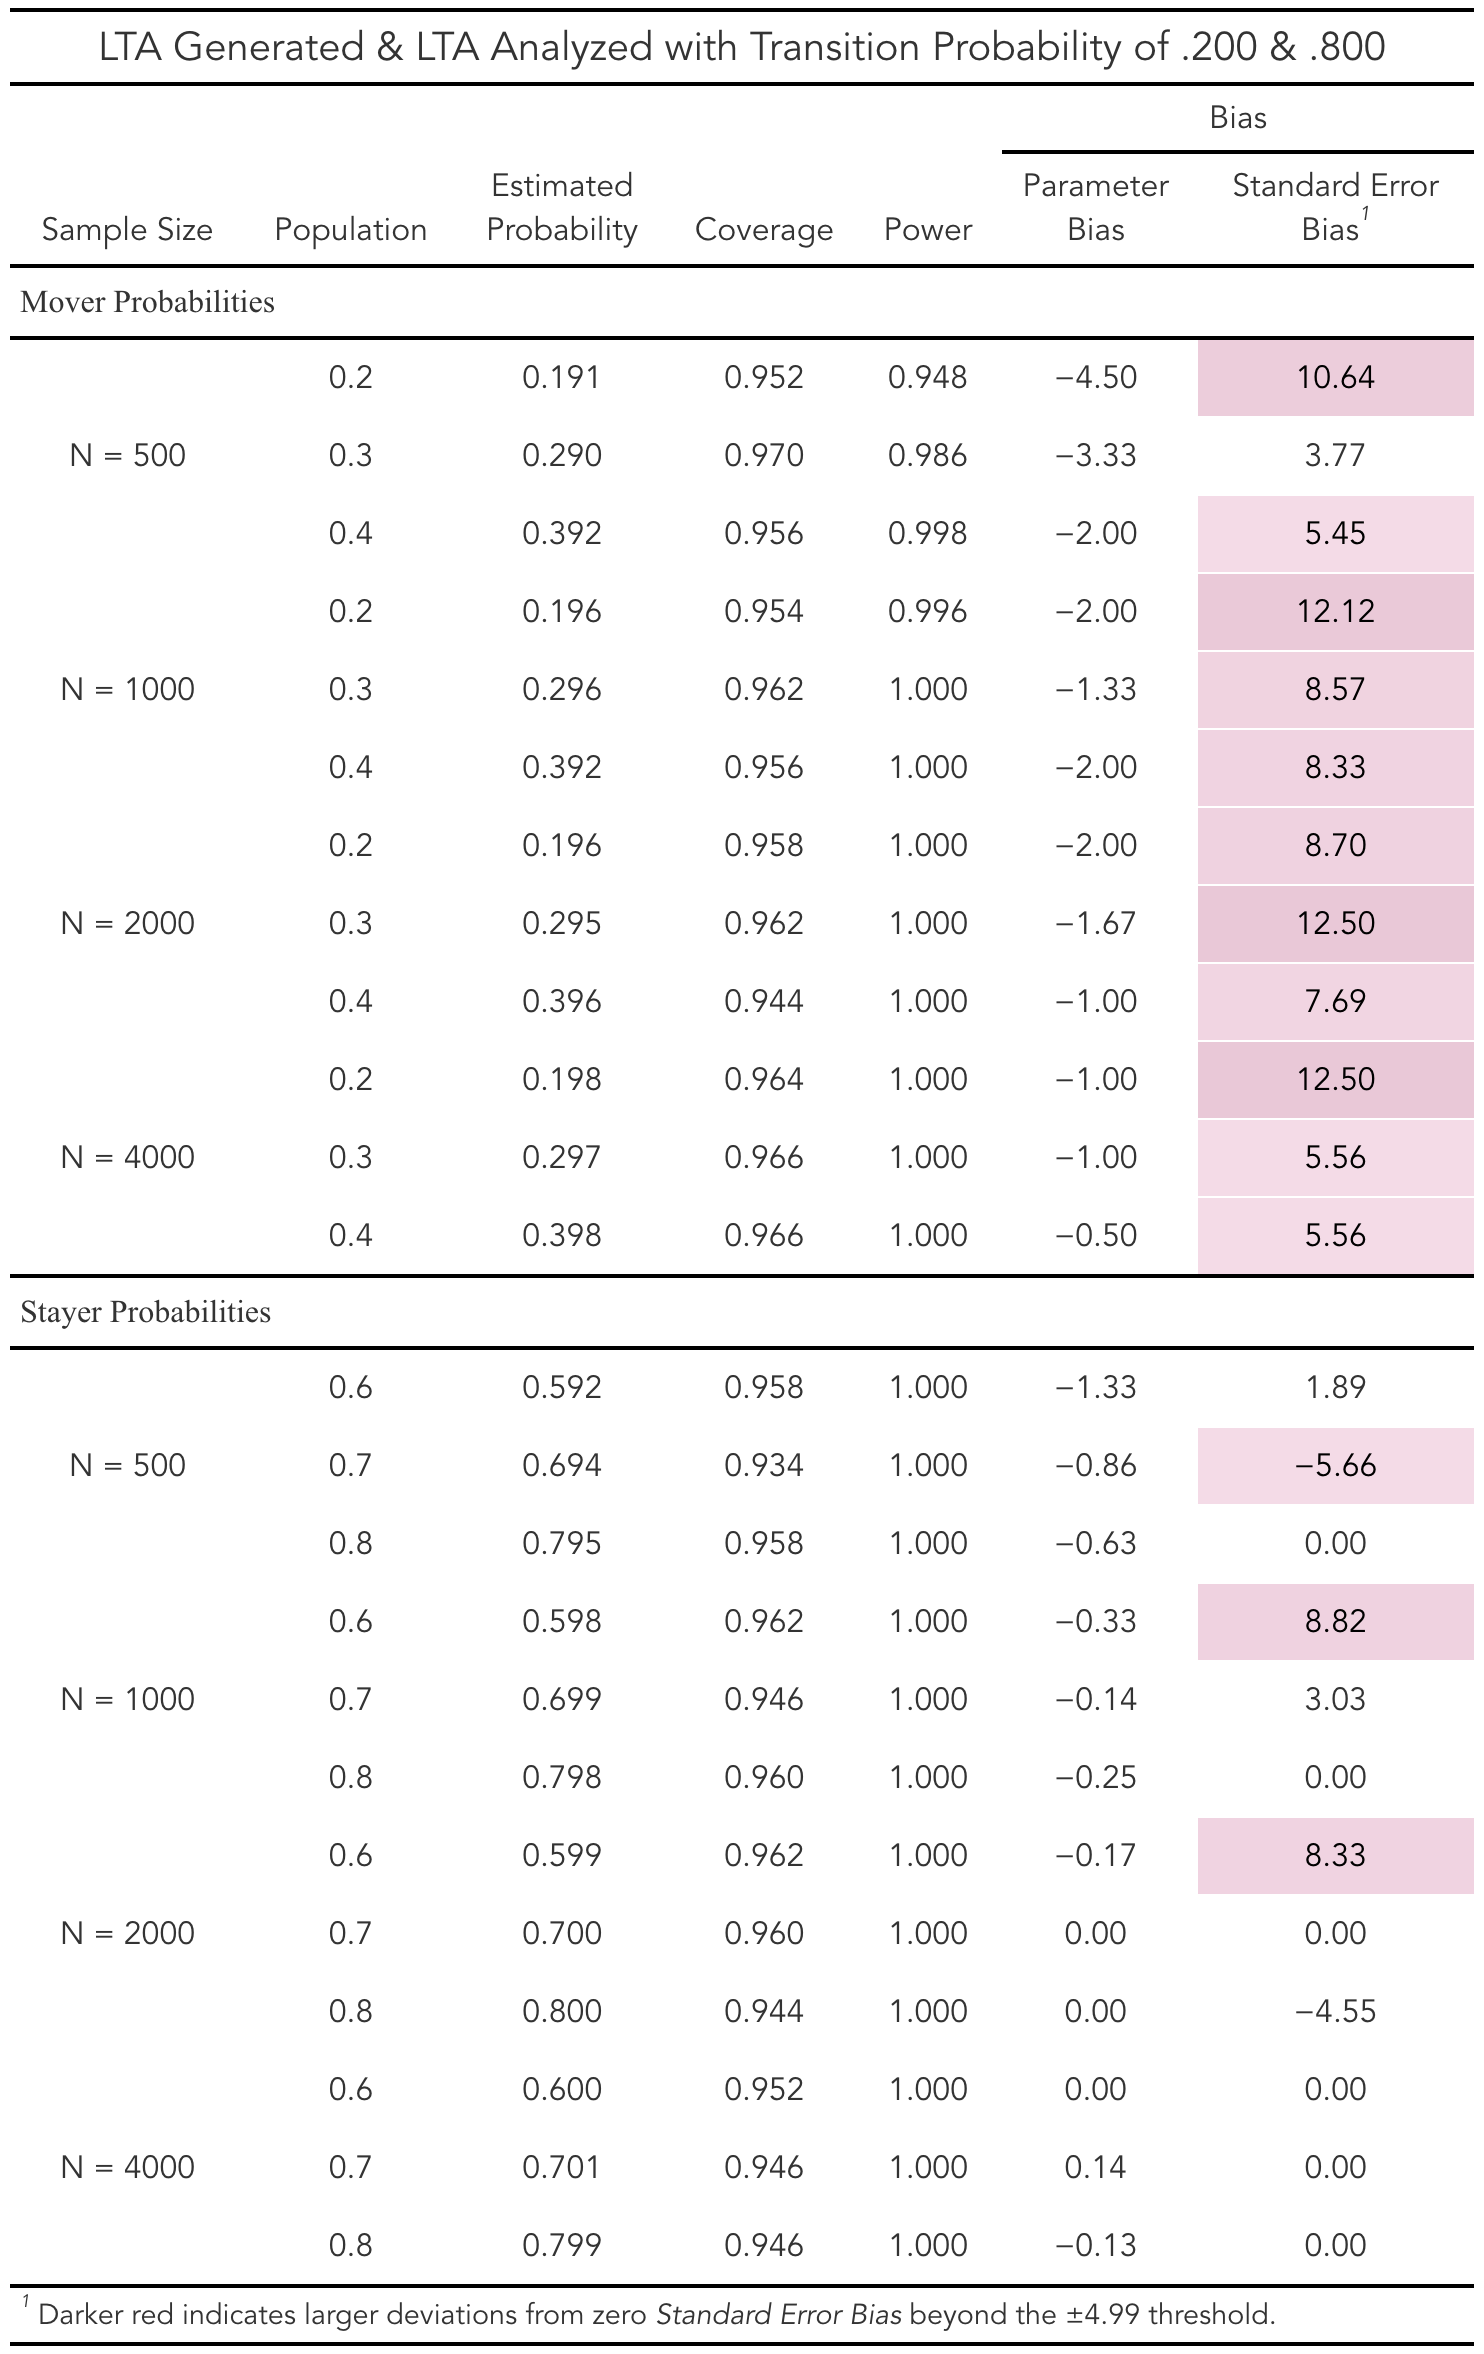 LTA Generated & LTA Analyzed with Transition Probability of .200 & .800
Bias
Sample Size Population Estimated Probability Coverage Power Parameter Bias Standard Error Bias1
Mover Probabilities
0.2 0.191 0.952 0.948 −4.50 10.64
N = 500 0.3 0.290 0.970 0.986 −3.33 3.77
0.4 0.392 0.956 0.998 −2.00 5.45
0.2 0.196 0.954 0.996 −2.00 12.12
N = 1000 0.3 0.296 0.962 1.000 −1.33 8.57
0.4 0.392 0.956 1.000 −2.00 8.33
0.2 0.196 0.958 1.000 −2.00 8.70
N = 2000 0.3 0.295 0.962 1.000 −1.67 12.50
0.4 0.396 0.944 1.000 −1.00 7.69
0.2 0.198 0.964 1.000 −1.00 12.50
N = 4000 0.3 0.297 0.966 1.000 −1.00 5.56
0.4 0.398 0.966 1.000 −0.50 5.56
Stayer Probabilities
0.6 0.592 0.958 1.000 −1.33 1.89
N = 500 0.7 0.694 0.934 1.000 −0.86 −5.66
0.8 0.795 0.958 1.000 −0.63 0.00
0.6 0.598 0.962 1.000 −0.33 8.82
N = 1000 0.7 0.699 0.946 1.000 −0.14 3.03
0.8 0.798 0.960 1.000 −0.25 0.00
0.6 0.599 0.962 1.000 −0.17 8.33
N = 2000 0.7 0.700 0.960 1.000 0.00 0.00
0.8 0.800 0.944 1.000 0.00 −4.55
0.6 0.600 0.952 1.000 0.00 0.00
N = 4000 0.7 0.701 0.946 1.000 0.14 0.00
0.8 0.799 0.946 1.000 −0.13 0.00
1 Darker red indicates larger deviations from zero Standard Error Bias beyond the ±4.99 threshold.